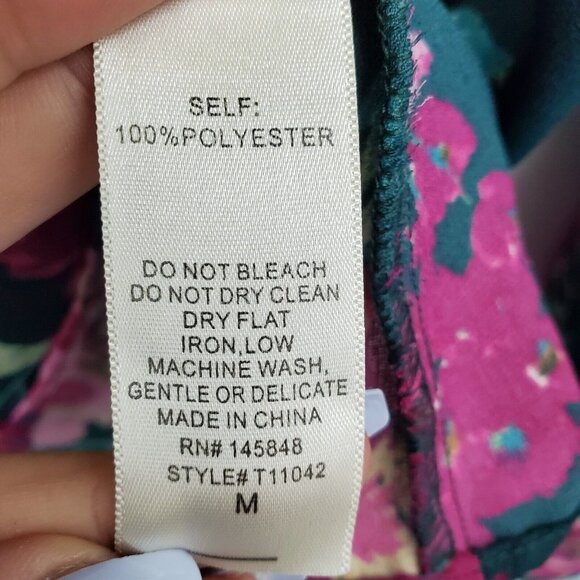 SELF:
100%POLYESTER
DO NOT BLEACH
DO NOT DRY CLEAN
DRY FLAT
IRON,LOW
MACHINE WASH,
GENTLE OR DELICATE
MADE IN CHINA
RN# 145848
STYLE# T11042
M